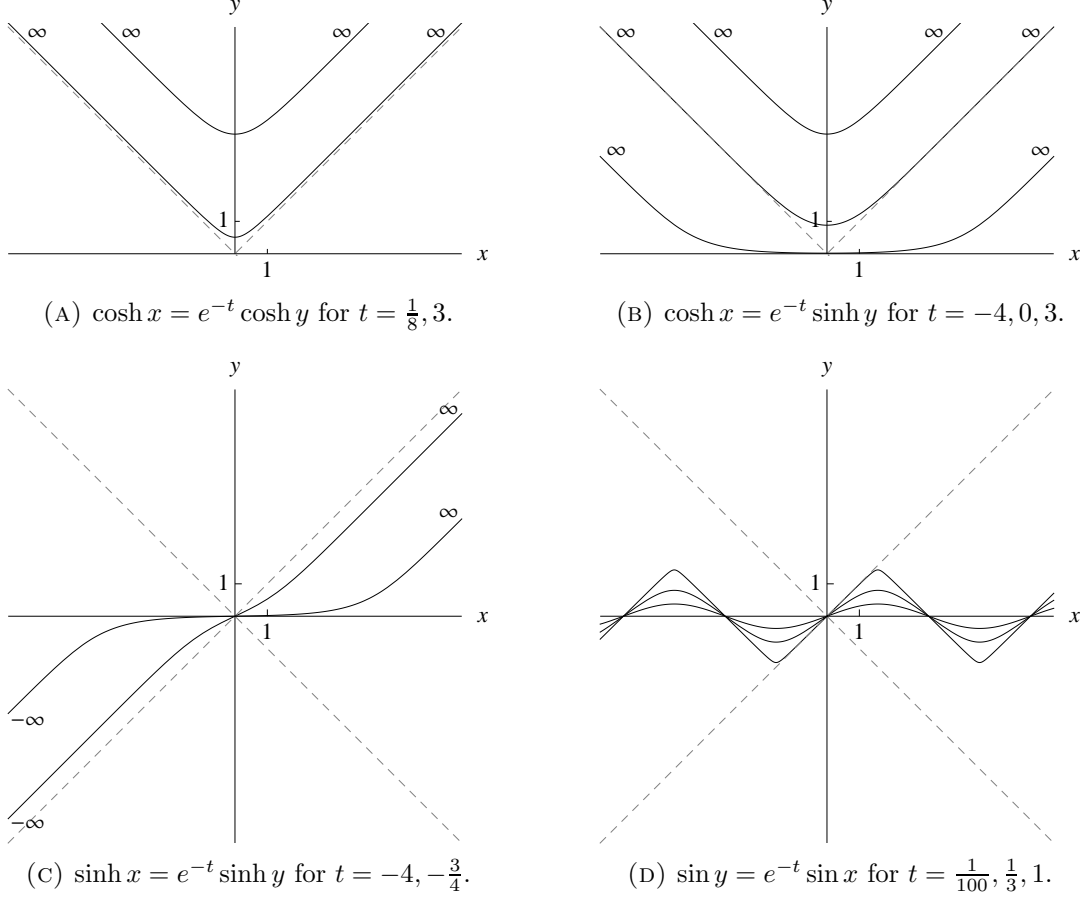 y
y
∞ ∞ ∞ ∞
∞ ∞ ∞ ∞
∞ ∞
1
1
x
x
1
1
(A) cosh x = e^{-t} cosh y for t = 1/8, 3.
(B) cosh x = e^{-t} sinh y for t = −4, 0, 3.
y
y
∞
∞
1
1
x
x
1
1
−∞
−∞
(C) sinh x = e^{-t} sinh y for t = −4, −3/4.
(D) sin y = e^{-t} sin x for t = 1/100, 1/3, 1.